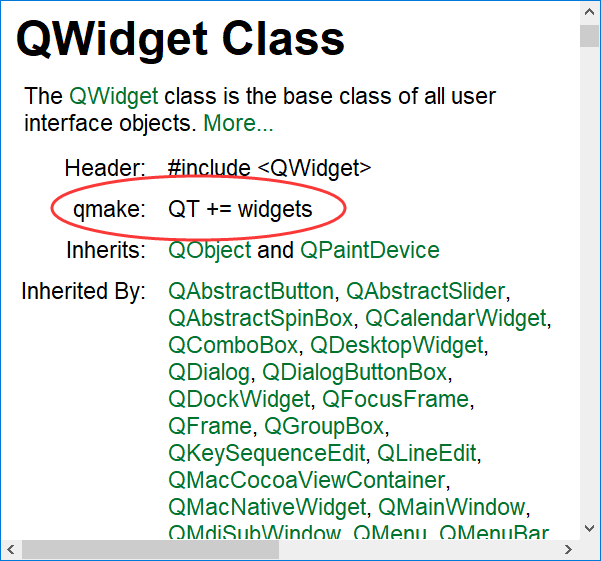 QWidget Class
The QWidget class is the base class of all user
interface objects. More...
Header: #include <QWidget>
qmake: QT += widgets
Inherits: QObject and QPaintDevice
Inherited By: QAbstractButton, QAbstractSlider,
QAbstractSpinBox, QCalendarWidget,
QComboBox, QDesktopWidget,
QDialog, QDialogButtonBox,
QDockWidget, QFocusFrame,
QFrame, QGroupBox,
QKeySequenceEdit, QLineEdit,
QMacCocoaViewContainer,
QMacNativeWidget, QMainWindow,
QMdiSubWindow, QMenu, QMenuBar